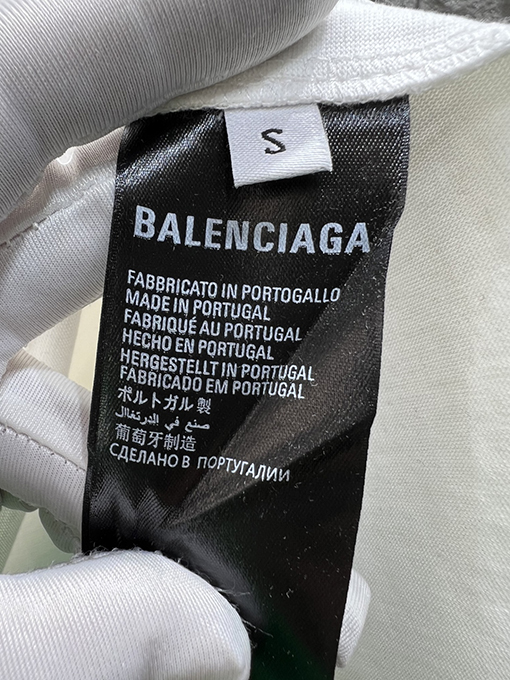 S
BALENCIAGA
FABBRICATO IN PORTOGALLO
MADE IN PORTUGAL
FABRIQUÉ AU PORTUGAL
HECHO EN PORTUGAL
HERGESTELLT IN PORTUGAL
FABRICADO EM PORTUGAL
ポルトガル製
صنع في الدرتغاال
葡萄牙制造
СДЕЛАНО В ПОРТУГАЛИИ